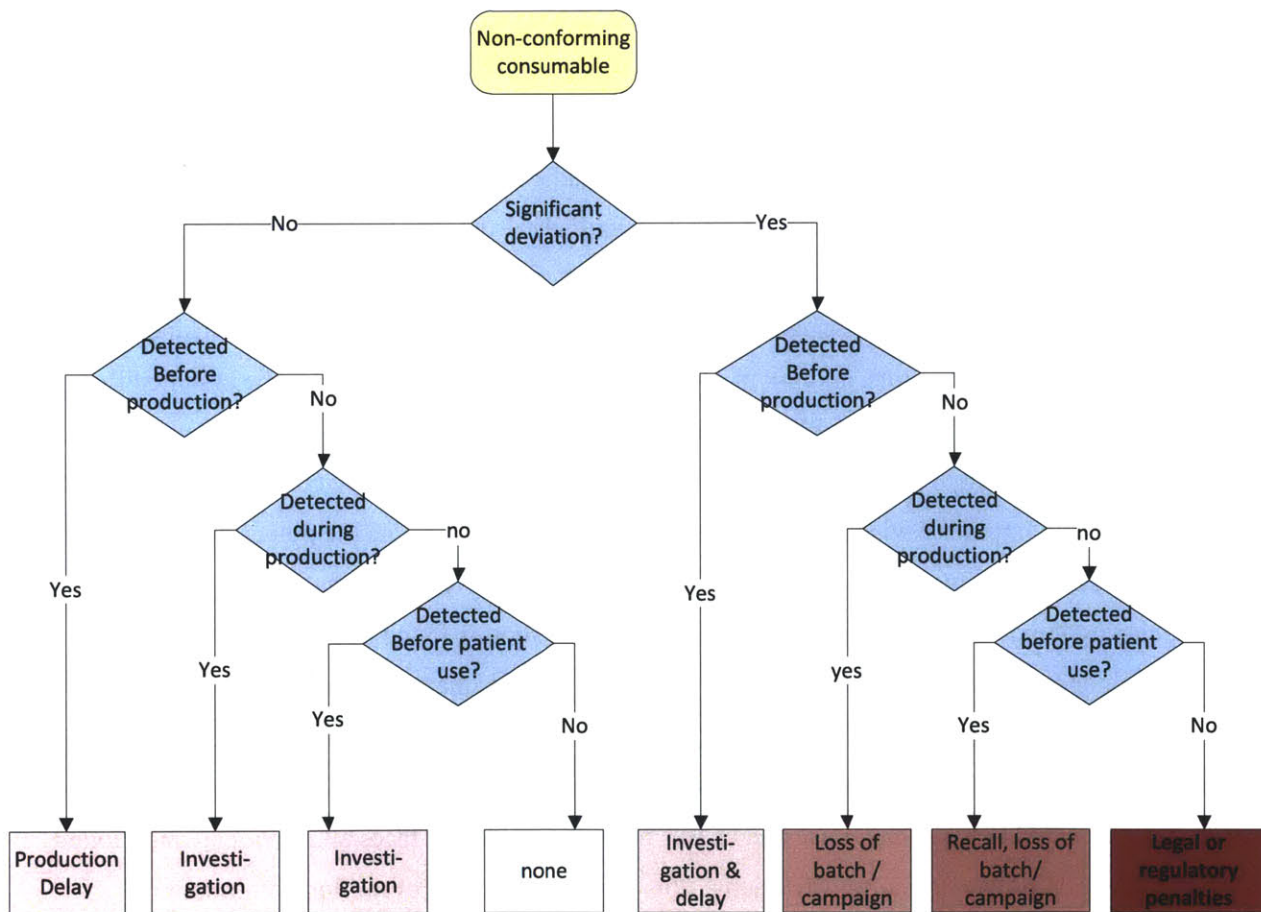 Non-conforming
consumable
Significant
deviation?
No
Yes
Detected
Before
production?
Detected
Before
production?
No
No
Detected
during
production?
Detected
during
production?
no
no
Yes
Yes
Detected
Before patient
use?
Detected
before patient
use?
Yes
yes
Yes
No
Yes
No
Production
Delay
Investi-
gation
Investi-
gation
none
Investi-
gation &
delay
Loss of
batch /
campaign
Recall, loss of
batch/
campaign
Legal or
regulatory
penalties